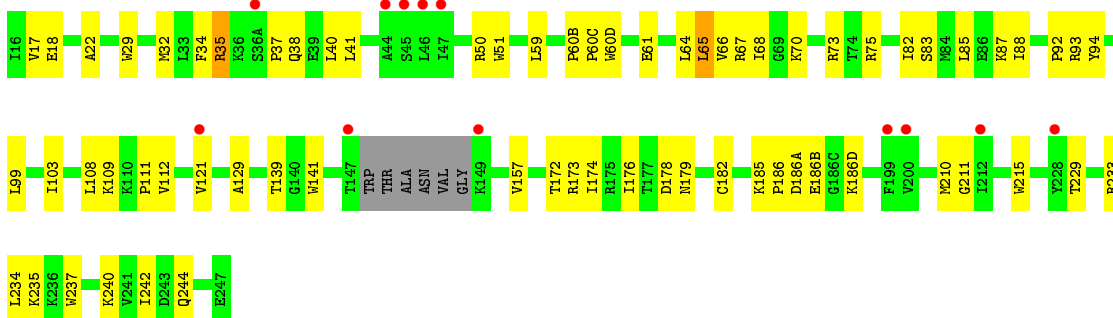 I16 V17 E18 A22 W29 M32 L33 F34 R35 K36 S36A P37 Q38 E39 L40 L41 A44 S45 L46 I47 R50 W51 L59 P60B P60C W60D E61 L64 L65 V66 R67 I68 G69 K70 R73 T74 R75 I82 S83 M84 L85 E86 K87 I88 P92 R93 Y94
L99 I103 L108 K109 K110 P111 V112 V121 A129 T139 G140 W141 T147 TRP THR ALA ASN VAL GLY K149 V157 T172 R173 I174 R175 I176 T177 D178 N179 C182 K185 P186 D186A E186B G186C K186D F199 V200 M210 G211 I212 W215 Y228 T229
L234 K235 K236 W237 K240 V241 I242 D243 Q244 E247